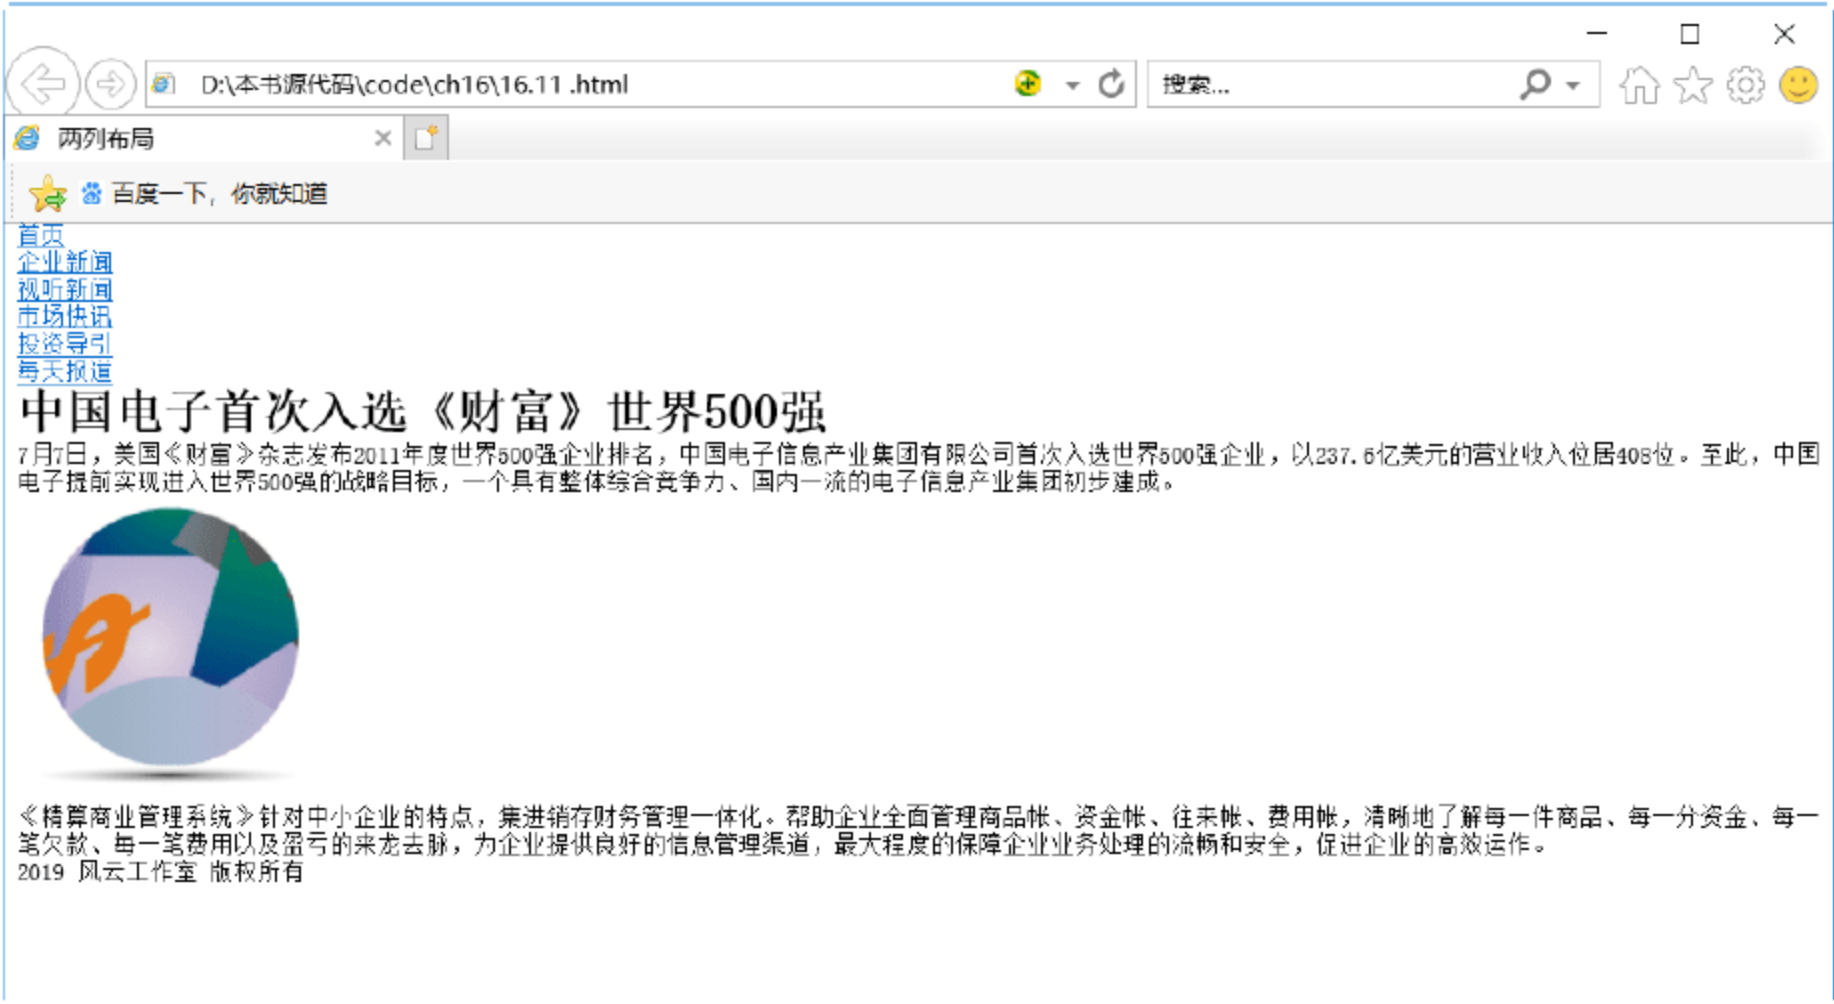 D:\本书源代码\code\ch16\16.11 .html
搜索...
两列布局
百度一下，你就知道
首页
企业新闻
视听新闻
市场快讯
投资导引
每天报道
中国电子首次入选《财富》世界500强
7月7日，美国《财富》杂志发布2011年度世界500强企业排名，中国电子信息产业集团有限公司首次入选世界500强企业，以237.6亿美元的营业收入位居408位。至此，中国
电子提前实现进入世界500强的战略目标，一个具有整体综合竞争力、国内一流的电子信息产业集团初步建成。
《精算商业管理系统》针对中小企业的特点，集进销存财务管理一体化。帮助企业全面管理商品帐、资金帐、往来帐、费用帐，清晰地了解每一件商品、每一分资金、每一
笔欠款、每一笔费用以及盈亏的来龙去脉，为企业提供良好的信息管理渠道，最大程度的保障企业业务处理的流畅和安全，促进企业的高效运作。
2019 风云工作室 版权所有